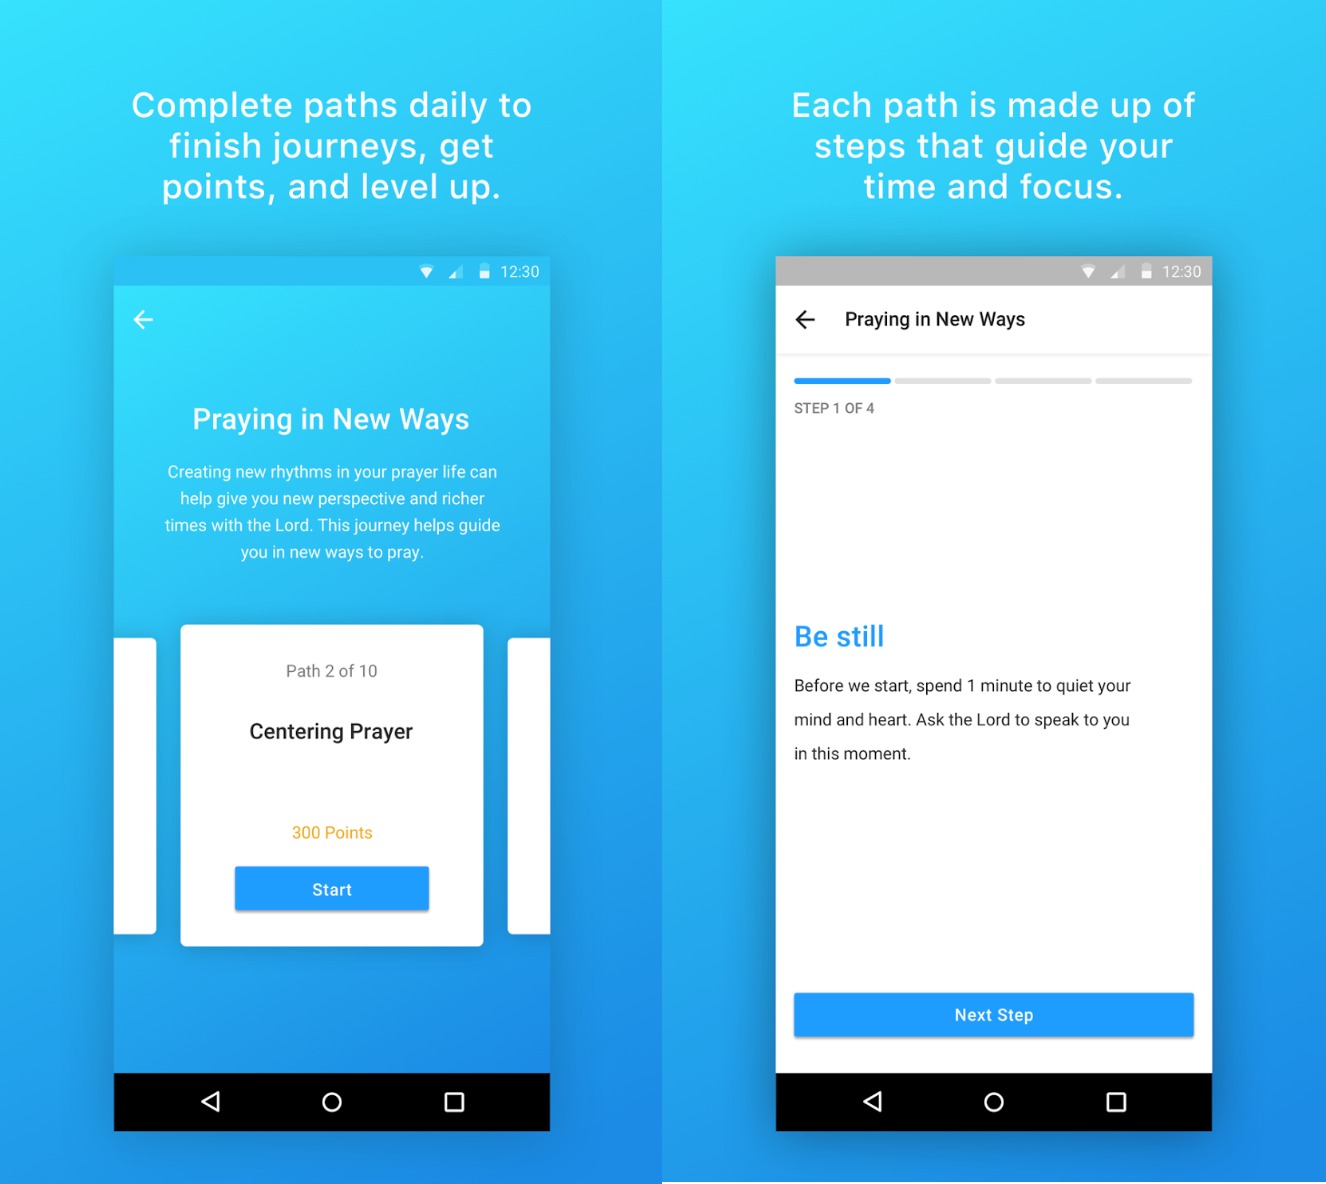 Complete paths daily to
finish journeys, get
points, and level up.
12:30
Praying in New Ways
Creating new rhythms in your prayer life can
help give you new perspective and richer
times with the Lord. This journey helps guide
you in new ways to pray.
Path 2 of 10
Centering Prayer
300 Points
Start
Each path is made up of
steps that guide your
time and focus.
12:30
Praying in New Ways
STEP 1 OF 4
Be still
Before we start, spend 1 minute to quiet your
mind and heart. Ask the Lord to speak to you
in this moment.
Next Step